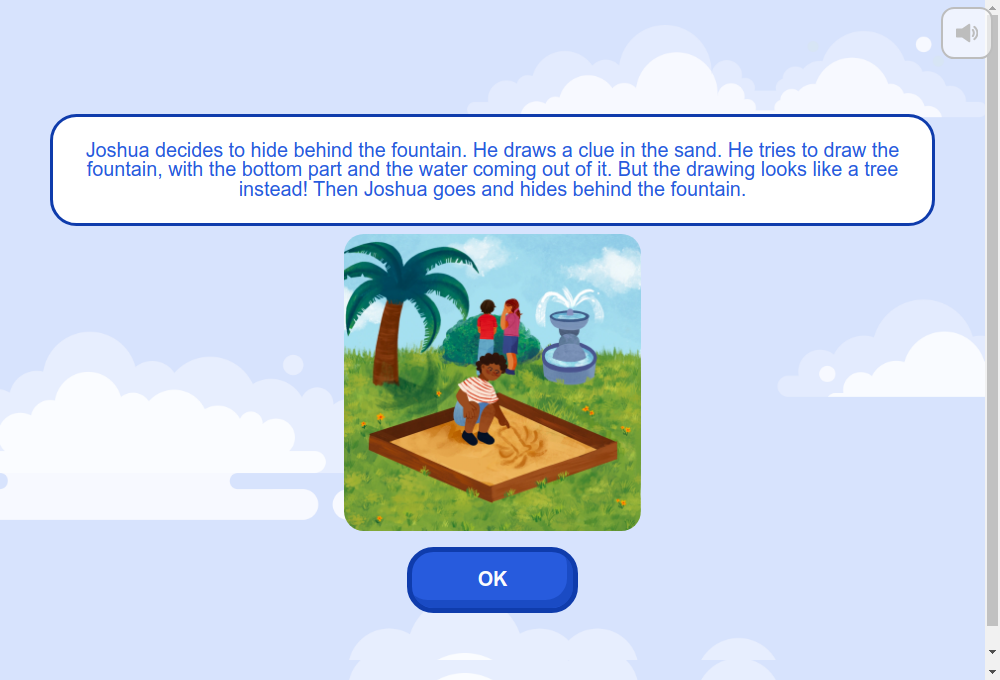 Joshua decides to hide behind the fountain. He draws a clue in the sand. He tries to draw the
fountain, with the bottom part and the water coming out of it. But the drawing looks like a tree
instead! Then Joshua goes and hides behind the fountain.
OK